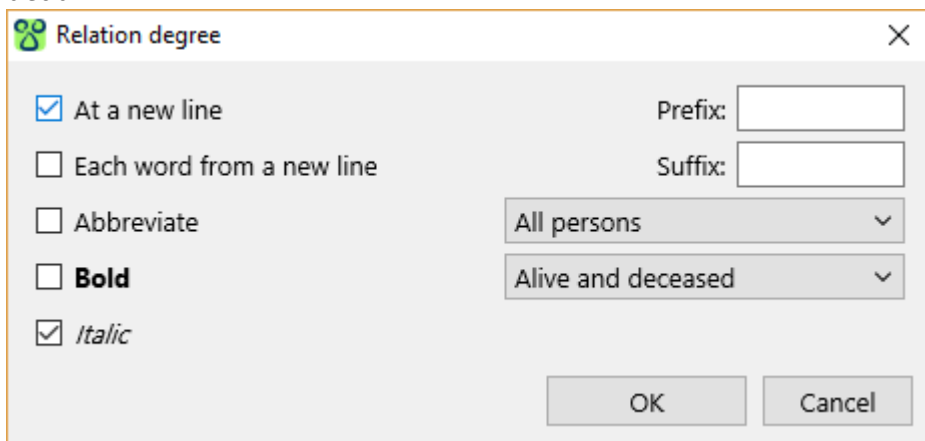 Relation degree
At a new line
Prefix:
Each word from a new line
Suffix:
Abbreviate
All persons
Bold
Alive and deceased
Italic
OK
Cancel